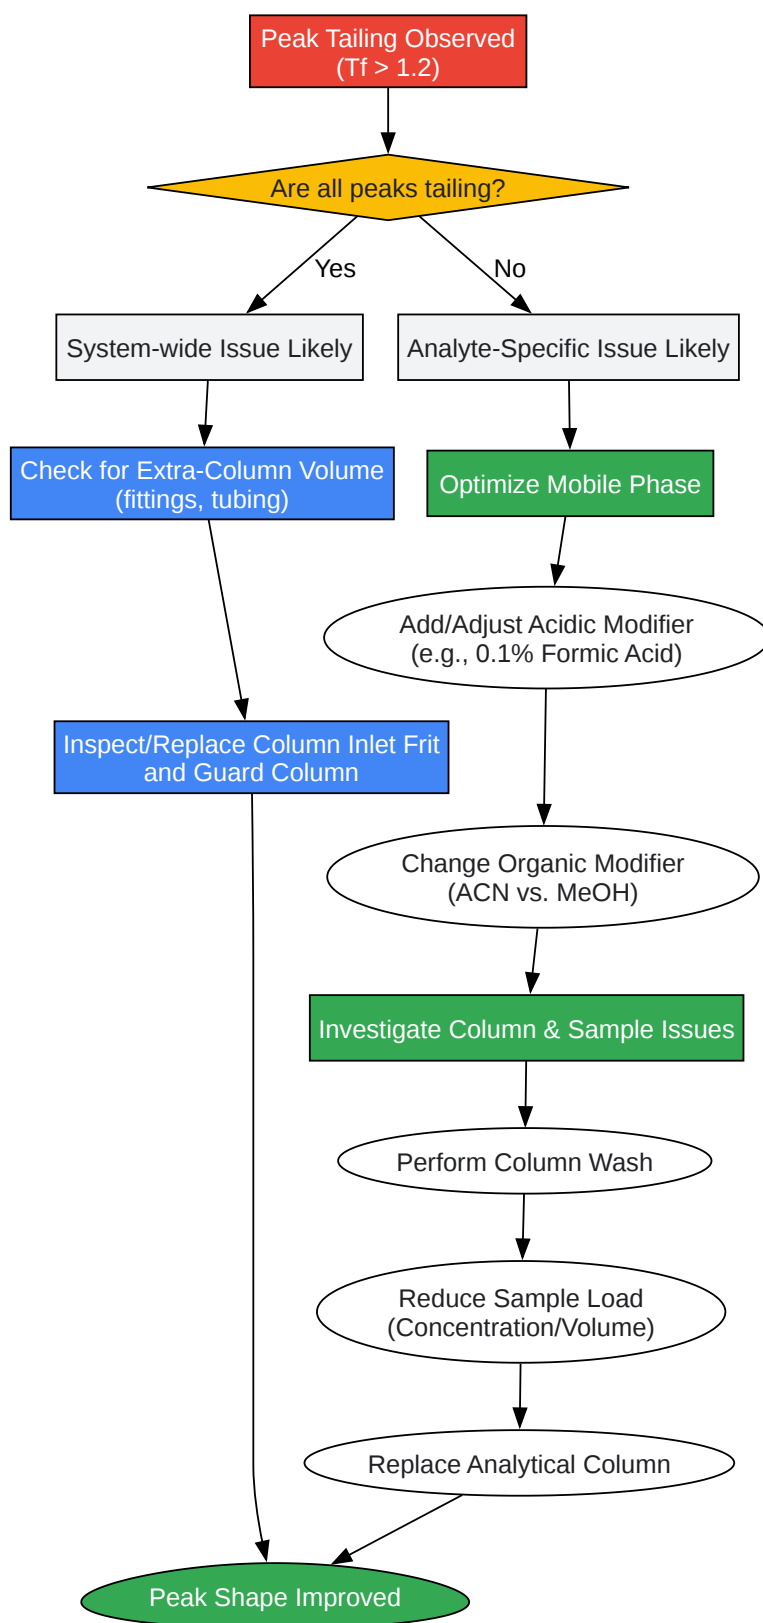 Peak Tailing Observed
(Tf > 1.2)
Are all peaks tailing?
Yes
No
System-wide Issue Likely
Analyte-Specific Issue Likely
Check for Extra-Column Volume
(fittings, tubing)
Optimize Mobile Phase
Add/Adjust Acidic Modifier
(e.g., 0.1% Formic Acid)
Inspect/Replace Column Inlet Frit
and Guard Column
Change Organic Modifier
(ACN vs. MeOH)
Investigate Column & Sample Issues
Perform Column Wash
Reduce Sample Load
(Concentration/Volume)
Replace Analytical Column
Peak Shape Improved